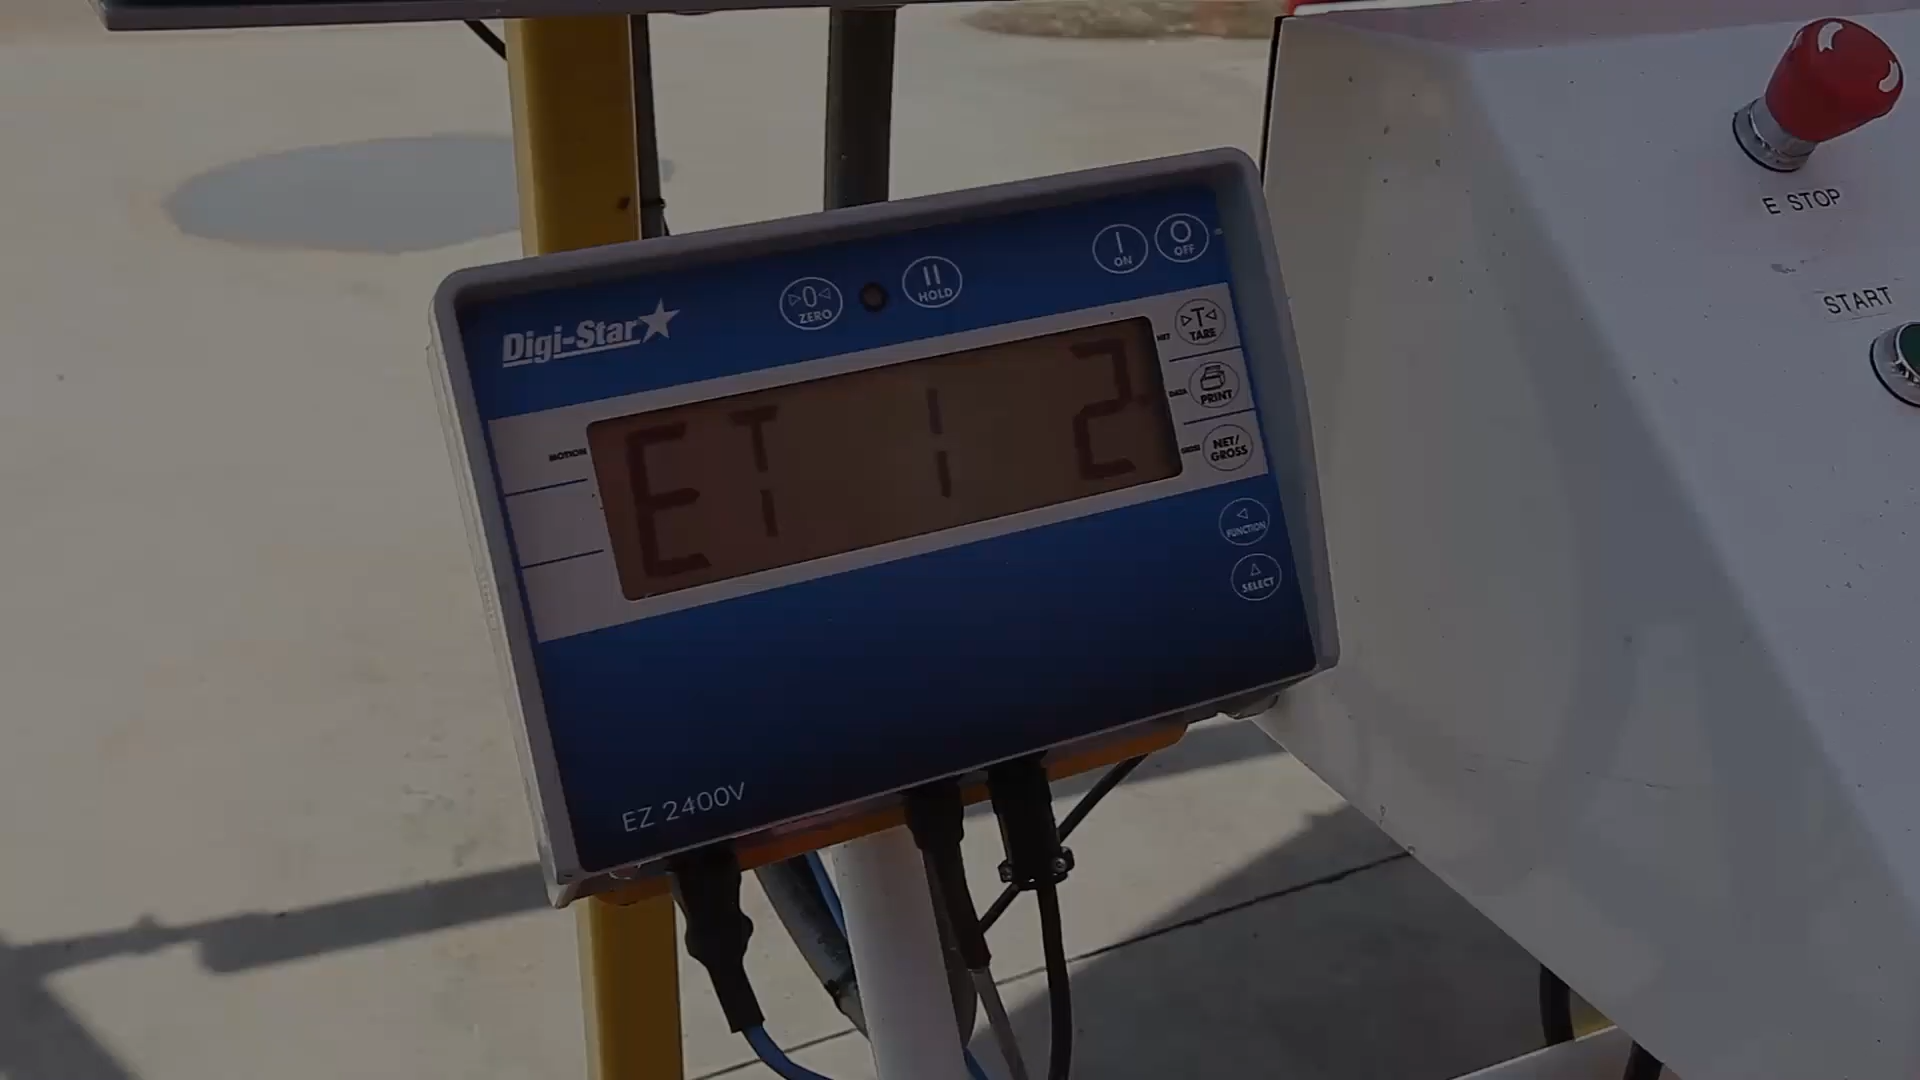 E STOP
START
ON
OFF
▷0◁
ZERO
HOLD
Digi-Star
▷T◁
TARE
NET
ET 1 2
DATA
PRINT
MOTION
GROSS
NET/
GROSS
FUNCTION
SELECT
EZ 2400V